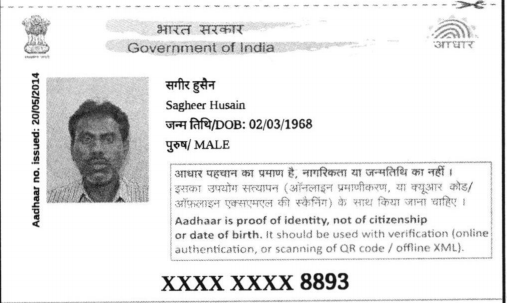 भारत सरकार
Government of India
आधार
Aadhaar no. issued: 20/05/2014
सगीर हुसैन
Sagheer Husain
जन्म तिथि/DOB: 02/03/1968
पुरुष/ MALE
आधार पहचान का प्रमाण है, नागरिकता या जन्मतिथि का नहीं ।
इसका उपयोग सत्यापन (ऑनलाइन प्रमाणीकरण, या क्यूआर कोड/
ऑफ़लाइन एक्सएमएल की स्कैनिंग) के साथ किया जाना चाहिए ।
Aadhaar is proof of identity, not of citizenship
or date of birth. It should be used with verification (online
authentication, or scanning of QR code / offline XML).
XXXX XXXX 8893